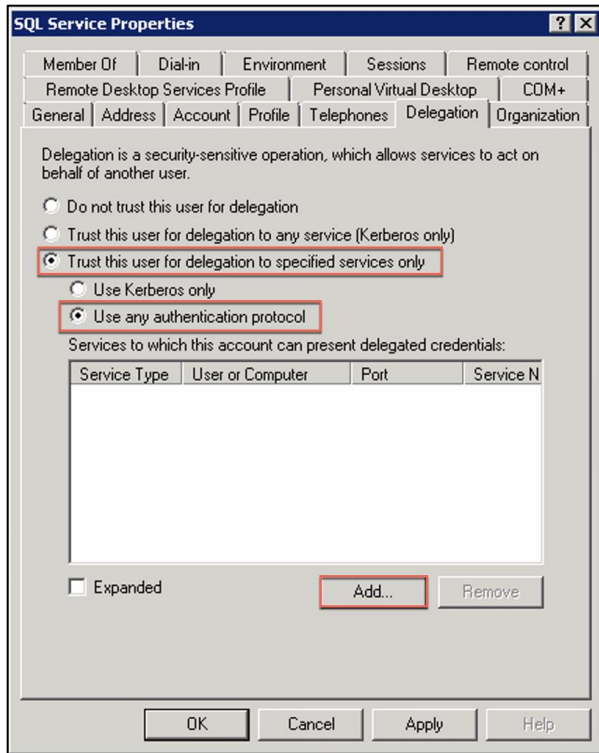 SQL Service Properties
Member Of Dial-in Environment Sessions Remote control
Remote Desktop Services Profile Personal Virtual Desktop COM+
General Address Account Profile Telephones Delegation Organization
Delegation is a security-sensitive operation, which allows services to act on
behalf of another user.
Do not trust this user for delegation
Trust this user for delegation to any service (Kerberos only)
Trust this user for delegation to specified services only
Use Kerberos only
Use any authentication protocol
Services to which this account can present delegated credentials:
Service Type User or Computer Port Service N
Expanded Add... Remove
OK Cancel Apply Help